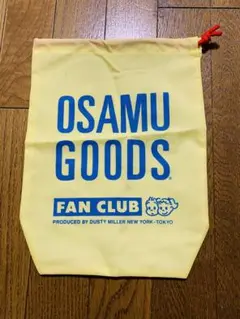 OSAMU
GOODS®
FAN CLUB
PRODUCED BY DUSTY MILLER NEW YORK・TOKYO